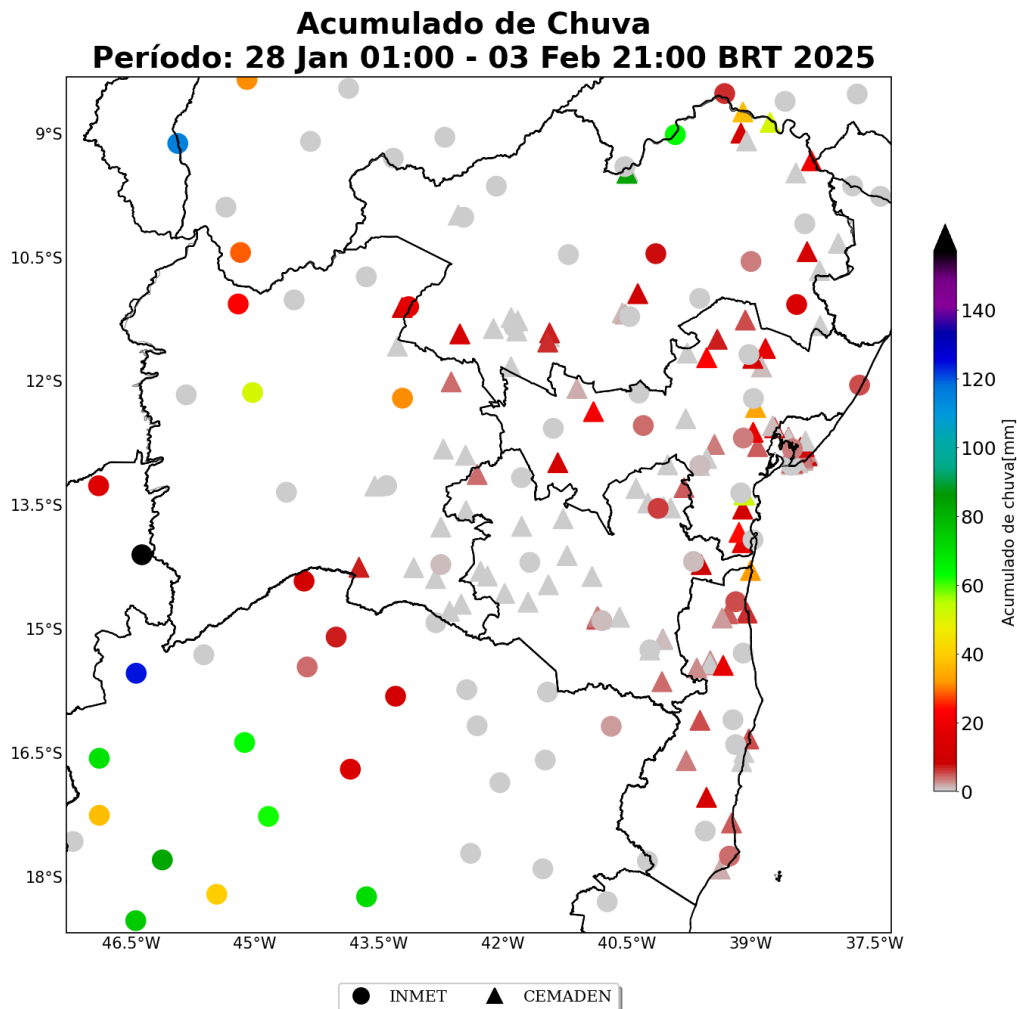 Acumulado de Chuva
Período: 28 Jan 01:00 - 03 Feb 21:00 BRT 2025
9°S
10.5°S
12°S
13.5°S
15°S
16.5°S
18°S
46.5°W 45°W 43.5°W 42°W 40.5°W 39°W 37.5°W
140
120
100
80
60
40
20
0
Acumulado de chuva[mm]
INMET CEMADEN